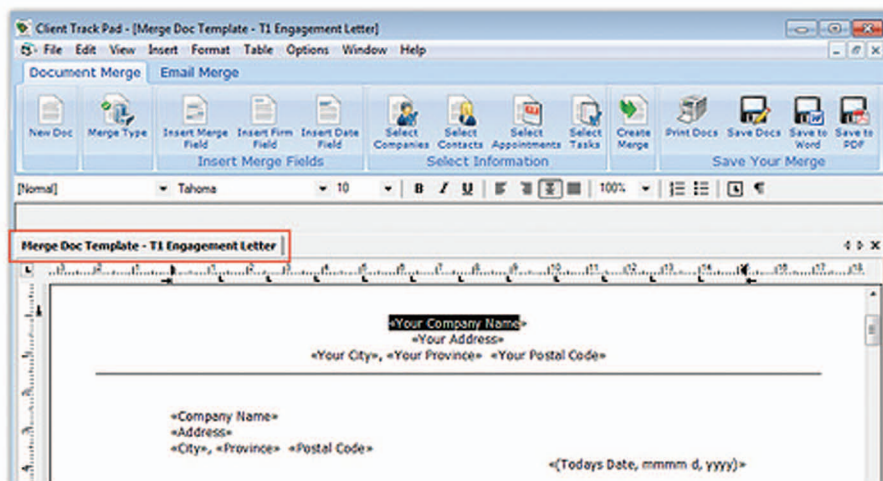 Client Track Pad - [Merge Doc Template - T1 Engagement Letter]
File Edit View Insert Format Table Options Window Help
Document Merge Email Merge
New Doc Merge Type Insert Merge Field Insert Firm Field Insert Date Field Select Companies Select Contacts Select Appointments Select Tasks Create Merge Print Docs Save Docs Save to Word Save to PDF
Insert Merge Fields Select Information Save Your Merge
[Normal] Tahoma 10 B I U 100%
Merge Doc Template - T1 Engagement Letter
«Your Company Name»
«Your Address»
«Your City», «Your Province» «Your Postal Code»
«Company Name»
«Address»
«City», «Province» «Postal Code»
«(Todays Date, mmmm d, yyyy)»